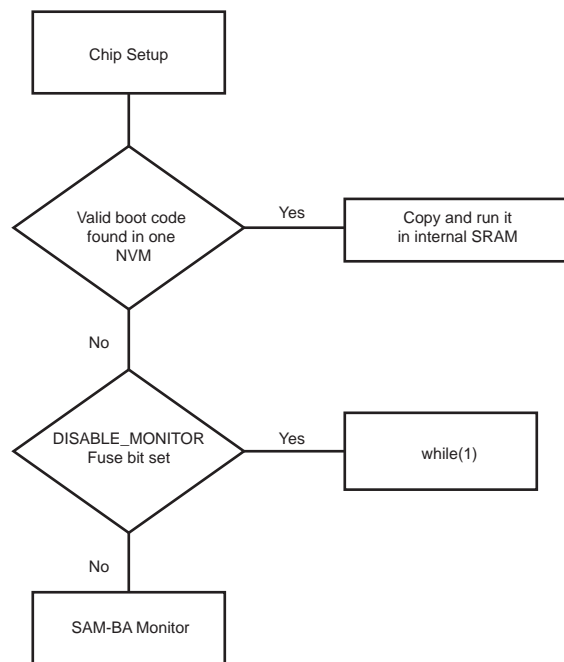 Chip Setup
Valid boot code
found in one
NVM
Yes
Copy and run it
in internal SRAM
No
DISABLE_MONITOR
Fuse bit set
Yes
while(1)
No
SAM-BA Monitor